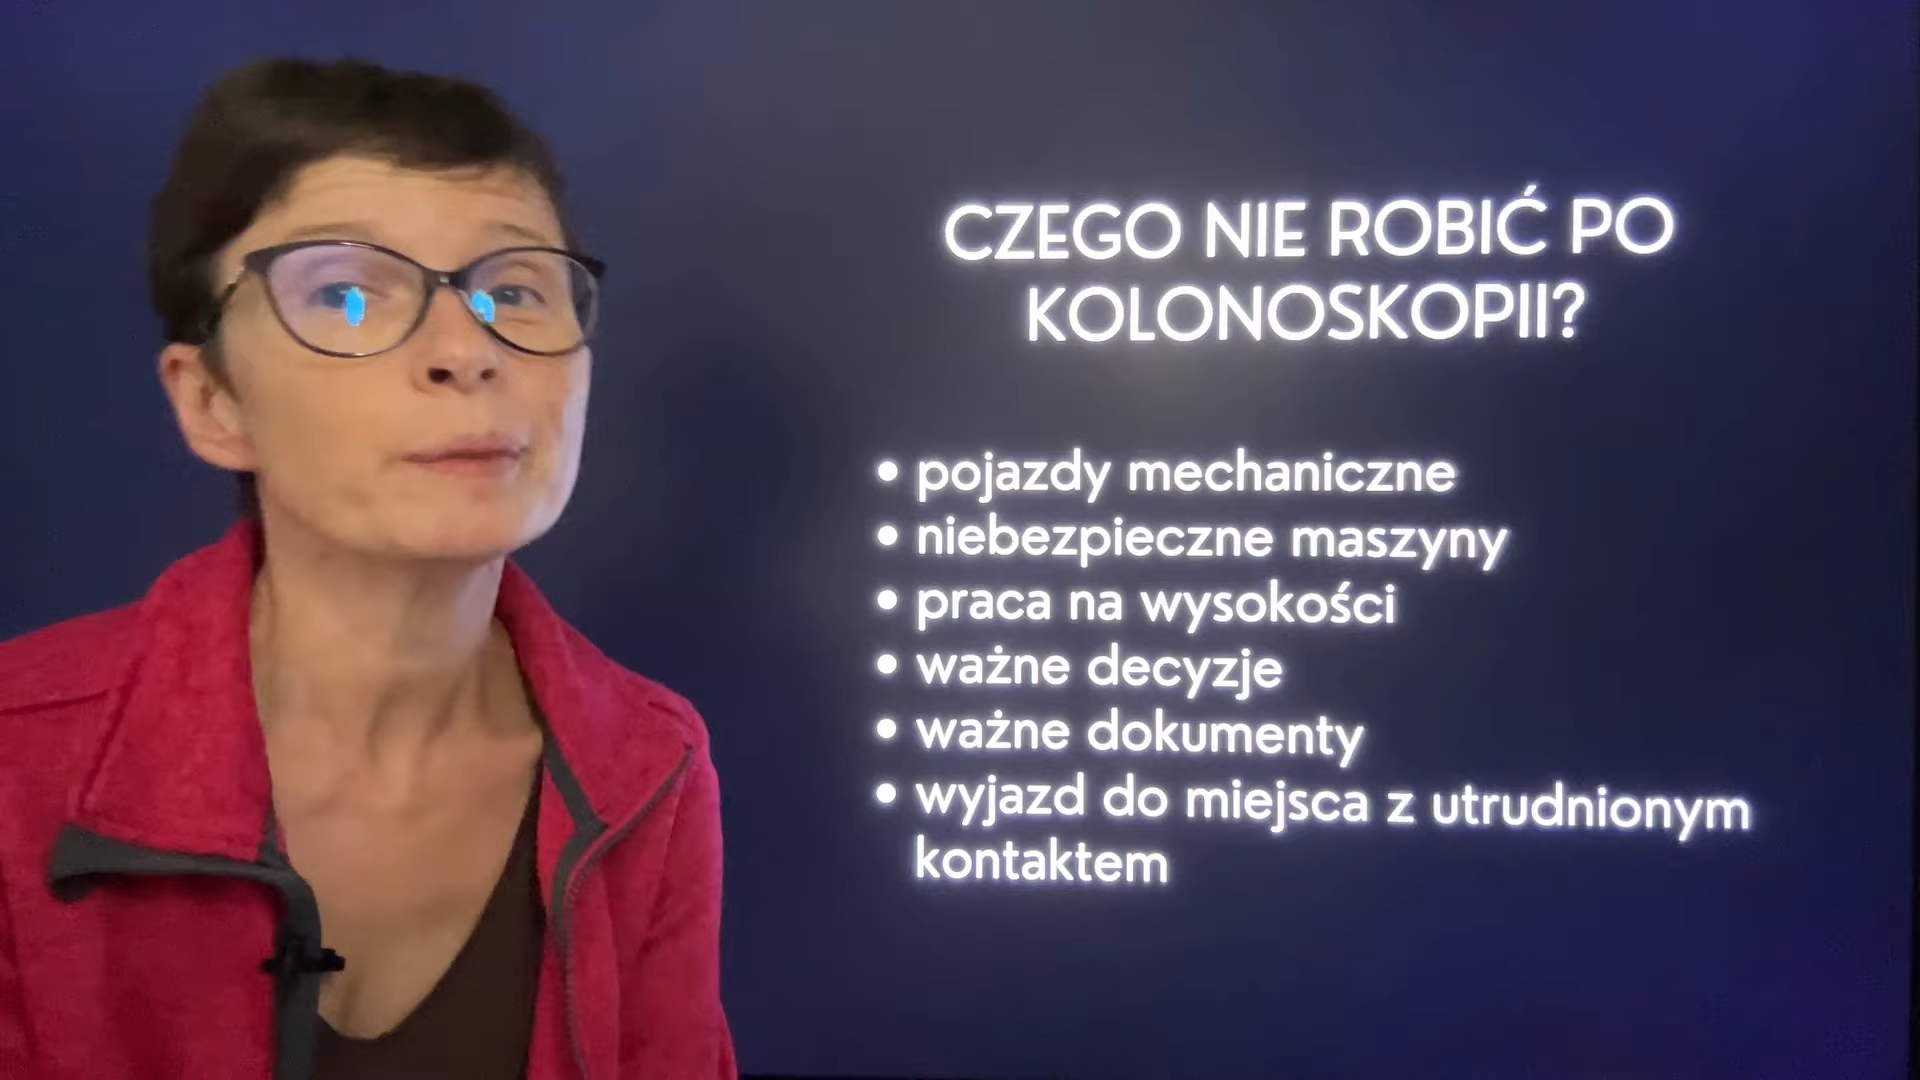 CZEGO NIE ROBIĆ PO
KOLONOSKOPII?
• pojazdy mechaniczne
• niebezpieczne maszyny
• praca na wysokości
• ważne decyzje
• ważne dokumenty
• wyjazd do miejsca z utrudnionym
kontaktem